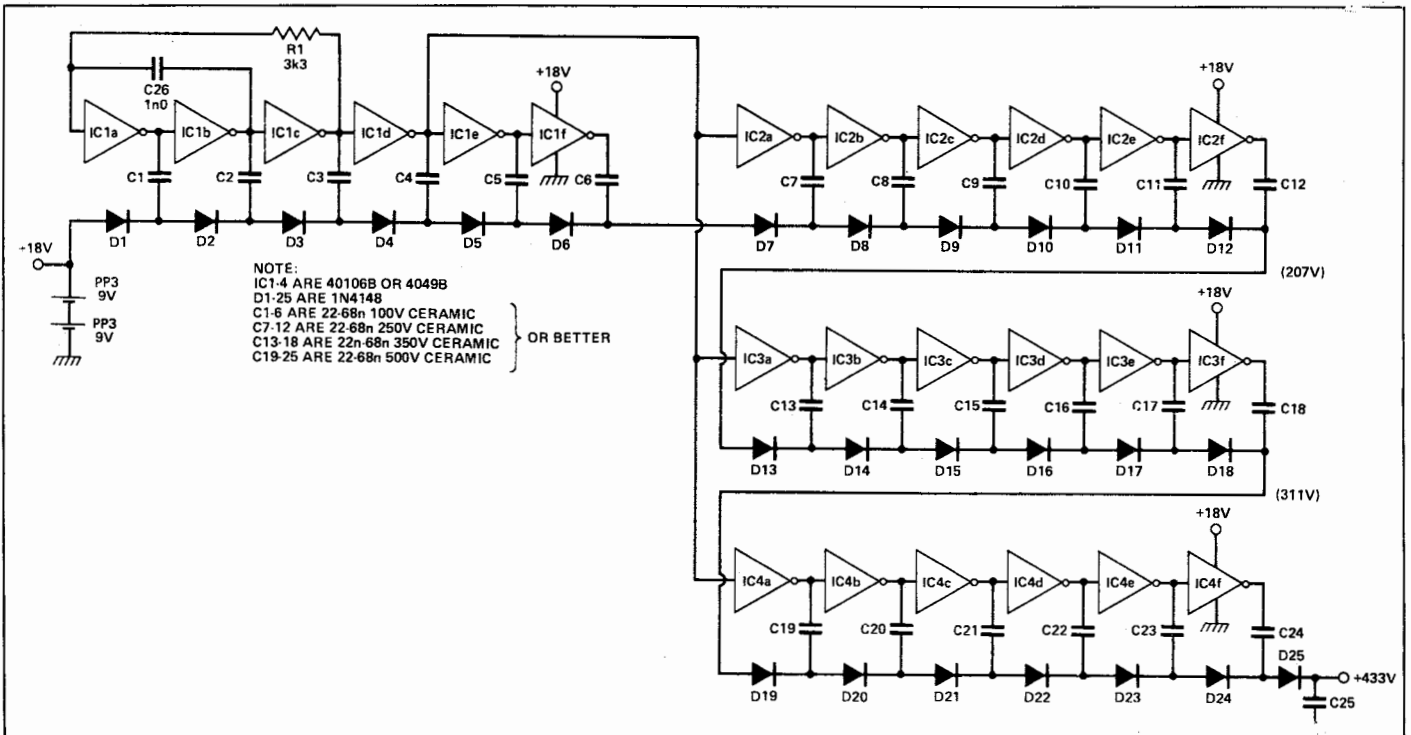 R1
3k3
C26
1n0
+18V
+18V
IC1a
IC1b
IC1c
IC1d
IC1e
IC1f
IC2a
IC2b
IC2c
IC2d
IC2e
IC2f
C1
C2
C3
C4
C5
C6
C7
C8
C9
C10
C11
C12
D1
D2
D3
D4
D5
D6
D7
D8
D9
D10
D11
D12
+18V
PP3
9V
PP3
9V
NOTE:
IC1-4 ARE 40106B OR 4049B
D1-25 ARE 1N4148
C1-6 ARE 22-68n 100V CERAMIC
C7-12 ARE 22-68n 250V CERAMIC
C13-18 ARE 22n-68n 350V CERAMIC
C19-25 ARE 22-68n 500V CERAMIC
OR BETTER
(207V)
+18V
IC3a
IC3b
IC3c
IC3d
IC3e
IC3f
C13
C14
C15
C16
C17
C18
D13
D14
D15
D16
D17
D18
(311V)
+18V
IC4a
IC4b
IC4c
IC4d
IC4e
IC4f
C19
C20
C21
C22
C23
C24
D19
D20
D21
D22
D23
D24
D25
+433V
C25